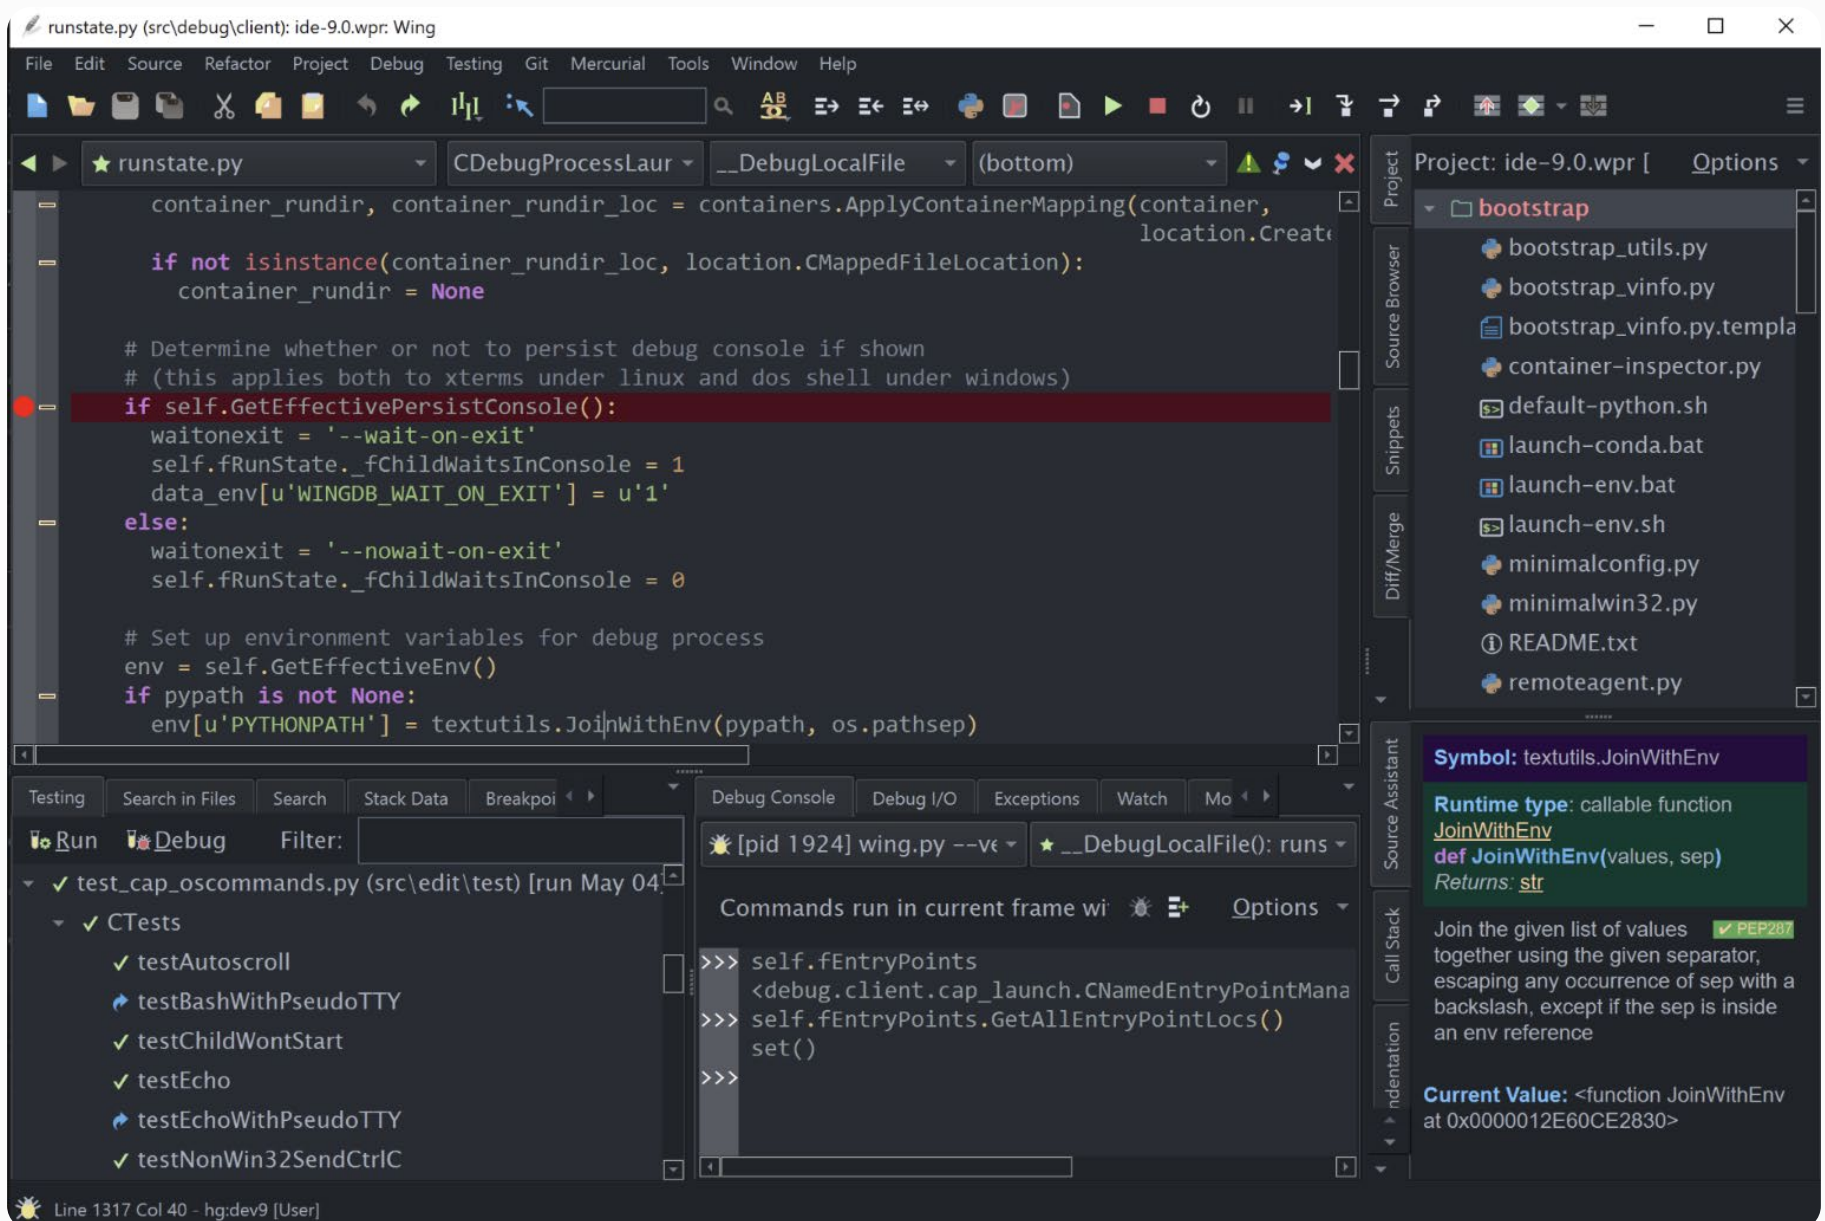 runstate.py (src\debug\client): ide-9.0.wpr: Wing
File Edit Source Refactor Project Debug Testing Git Mercurial Tools Window Help
runstate.py CDebugProcessLaur __DebugLocalFile (bottom)
container_rundir, container_rundir_loc = containers.ApplyContainerMapping(container,
location.Create
if not isinstance(container_rundir_loc, location.CMappedFileLocation):
container_rundir = None
# Determine whether or not to persist debug console if shown
# (this applies both to xterms under linux and dos shell under windows)
if self.GetEffectivePersistConsole():
waitonexit = '--wait-on-exit'
self.fRunState._fChildWaitsInConsole = 1
data_env[u'WINGDB_WAIT_ON_EXIT'] = u'1'
else:
waitonexit = '--nowait-on-exit'
self.fRunState._fChildWaitsInConsole = 0
# Set up environment variables for debug process
env = self.GetEffectiveEnv()
if pypath is not None:
env[u'PYTHONPATH'] = textutils.JoinWithEnv(pypath, os.pathsep)
Project
Source Browser
Snippets
Diff/Merge
Project: ide-9.0.wpr [ Options
bootstrap
bootstrap_utils.py
bootstrap_vinfo.py
bootstrap_vinfo.py.templa
container-inspector.py
default-python.sh
launch-conda.bat
launch-env.bat
launch-env.sh
minimalconfig.py
minimalwin32.py
README.txt
remoteagent.py
Testing Search in Files Search Stack Data Breakpoi
Run Debug Filter:
test_cap_oscommands.py (src\edit\test) [run May 04
CTests
testAutoscroll
testBashWithPseudoTTY
testChildWontStart
testEcho
testEchoWithPseudoTTY
testNonWin32SendCtrlC
Debug Console Debug I/O Exceptions Watch Mo
[pid 1924] wing.py --ve __DebugLocalFile(): runs
Commands run in current frame wi Options
>>> self.fEntryPoints
<debug.client.cap_launch.CNamedEntryPointMana
>>> self.fEntryPoints.GetAllEntryPointLocs()
set()
>>>
Source Assistant
Call Stack
ndentation
Symbol: textutils.JoinWithEnv
Runtime type: callable function
JoinWithEnv
def JoinWithEnv(values, sep)
Returns: str
Join the given list of values ✓ PEP287
together using the given separator,
escaping any occurrence of sep with a
backslash, except if the sep is inside
an env reference
Current Value: <function JoinWithEnv
at 0x0000012E60CE2830>
Line 1317 Col 40 - hg:dev9 [User]